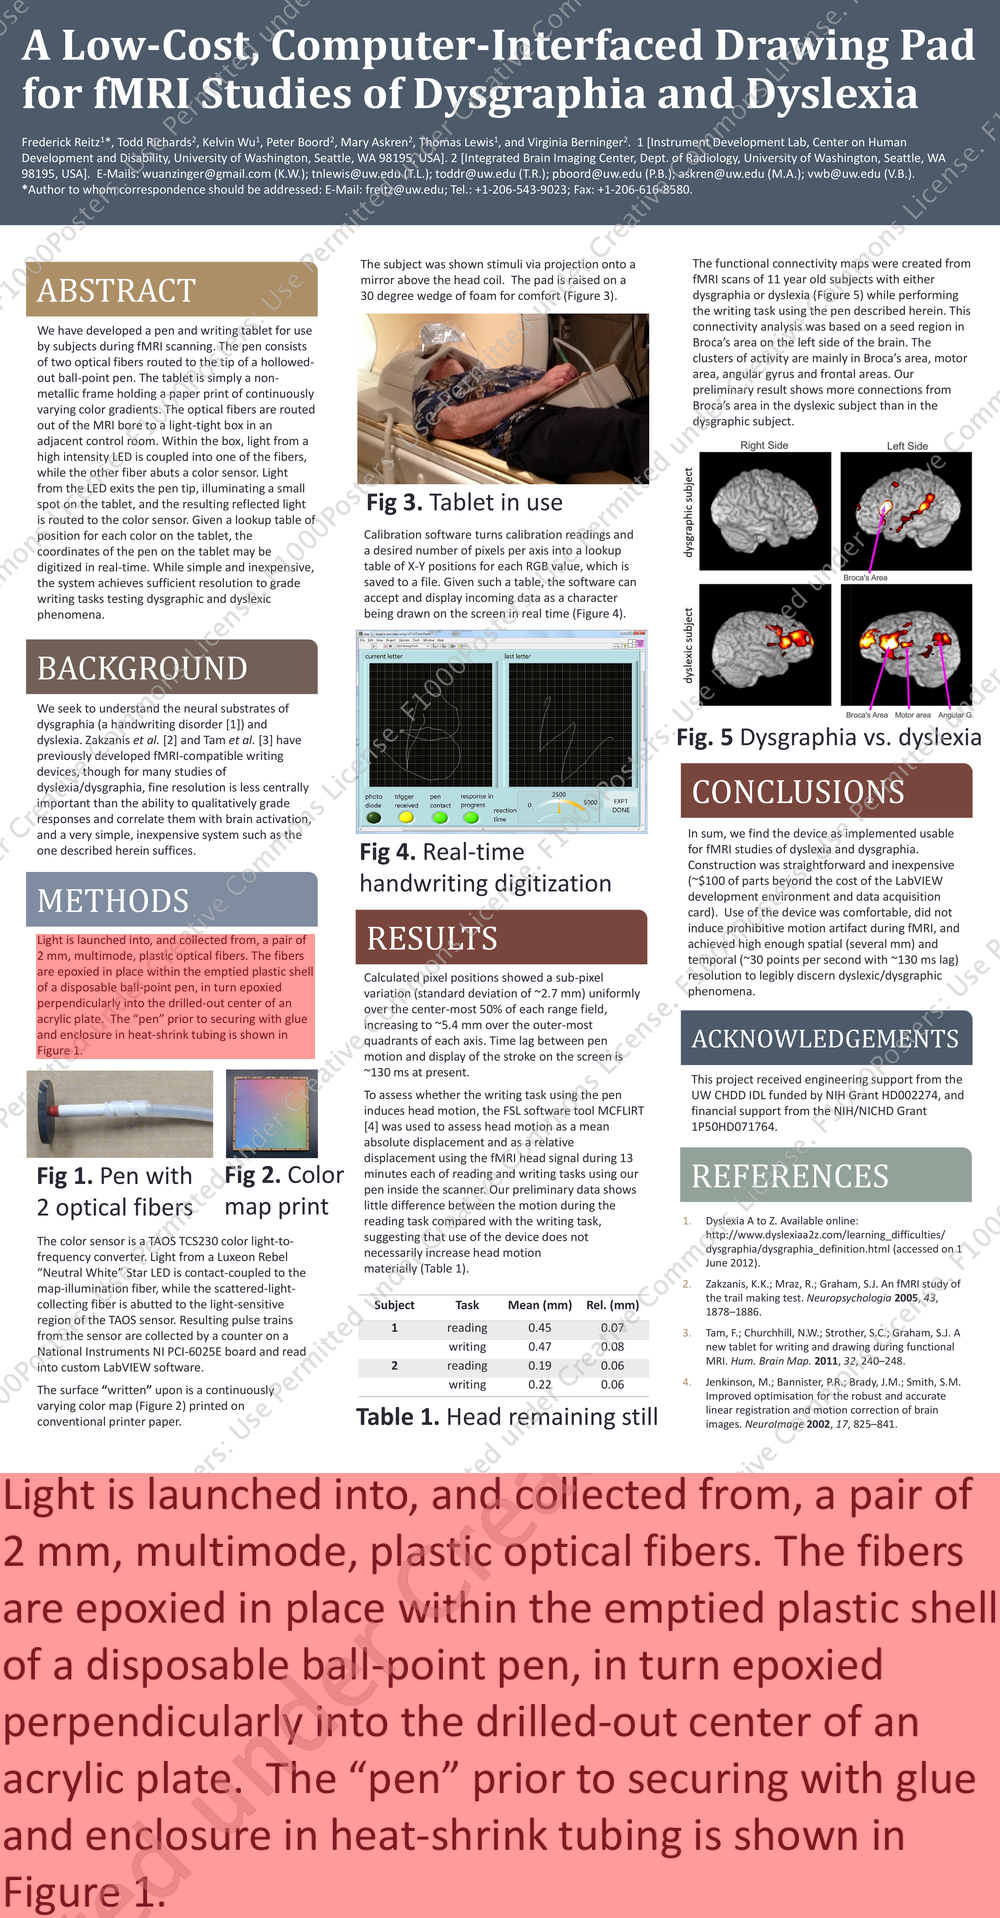 A Low-Cost, Computer-Interfaced Drawing Pad
for fMRI Studies of Dysgraphia and Dyslexia
Frederick Reitz¹*, Todd Richards², Kelvin Wu¹, Peter Boord², Mary Askren², Thomas Lewis¹, and Virginia Berninger². 1 [Instrument Development Lab, Center on Human
Development and Disability, University of Washington, Seattle, WA 98195, USA]. 2 [Integrated Brain Imaging Center, Dept. of Radiology, University of Washington, Seattle, WA
98195, USA]. E-Mails: wuanzinger@gmail.com (K.W.); tnlewis@uw.edu (T.L.); toddr@uw.edu (T.R.); pboord@uw.edu (P.B.); askren@uw.edu (M.A.); vwb@uw.edu (V.B.).
*Author to whom correspondence should be addressed: E-Mail: freitz@uw.edu; Tel.: +1-206-543-9023; Fax: +1-206-616-8580.
ABSTRACT
We have developed a pen and writing tablet for use
by subjects during fMRI scanning. The pen consists
of two optical fibers routed to the tip of a hollowed-
out ball-point pen. The tablet is simply a non-
metallic frame holding a paper print of continuously
varying color gradients. The optical fibers are routed
out of the MRI bore to a light-tight box in an
adjacent control room. Within the box, light from a
high intensity LED is coupled into one of the fibers,
while the other fiber abuts a color sensor. Light
from the LED exits the pen tip, illuminating a small
spot on the tablet, and the resulting reflected light
is routed to the color sensor. Given a lookup table of
position for each color on the tablet, the
coordinates of the pen on the tablet may be
digitized in real-time. While simple and inexpensive,
the system achieves sufficient resolution to grade
writing tasks testing dysgraphic and dyslexic
phenomena.
BACKGROUND
We seek to understand the neural substrates of
dysgraphia (a handwriting disorder [1]) and
dyslexia. Zakzanis et al. [2] and Tam et al. [3] have
previously developed fMRI-compatible writing
devices, though for many studies of
dyslexia/dysgraphia, fine resolution is less centrally
important than the ability to qualitatively grade
responses and correlate them with brain activation,
and a very simple, inexpensive system such as the
one described herein suffices.
METHODS
Light is launched into, and collected from, a pair of
2 mm, multimode, plastic optical fibers. The fibers
are epoxied in place within the emptied plastic shell
of a disposable ball-point pen, in turn epoxied
perpendicularly into the drilled-out center of an
acrylic plate. The “pen” prior to securing with glue
and enclosure in heat-shrink tubing is shown in
Figure 1.
Fig 1. Pen with
2 optical fibers
Fig 2. Color
map print
The color sensor is a TAOS TCS230 color light-to-
frequency converter. Light from a Luxeon Rebel
“Neutral White” Star LED is contact-coupled to the
map-illumination fiber, while the scattered-light-
collecting fiber is abutted to the light-sensitive
region of the TAOS sensor. Resulting pulse trains
from the sensor are collected by a counter on a
National Instruments NI PCI-6025E board and read
into custom LabVIEW software.
The surface “written” upon is a continuously
varying color map (Figure 2) printed on
conventional printer paper.
The subject was shown stimuli via projection onto a
mirror above the head coil. The pad is raised on a
30 degree wedge of foam for comfort (Figure 3).
Fig 3. Tablet in use
Calibration software turns calibration readings and
a desired number of pixels per axis into a lookup
table of X-Y positions for each RGB value, which is
saved to a file. Given such a table, the software can
accept and display incoming data as a character
being drawn on the screen in real time (Figure 4).
current letter
last letter
photo diode
trigger received
pen contact
response in progress
reaction time
0
2500
5000
EXPT DONE
Fig 4. Real-time
handwriting digitization
RESULTS
Calculated pixel positions showed a sub-pixel
variation (standard deviation of ~2.7 mm) uniformly
over the center-most 50% of each range field,
increasing to ~5.4 mm over the outer-most
quadrants of each axis. Time lag between pen
motion and display of the stroke on the screen is
~130 ms at present.
To assess whether the writing task using the pen
induces head motion, the FSL software tool MCFLIRT
[4] was used to assess head motion as a mean
absolute displacement and as a relative
displacement using the fMRI head signal during 13
minutes each of reading and writing tasks using our
pen inside the scanner. Our preliminary data shows
little difference between the motion during the
reading task compared with the writing task,
suggesting that use of the device does not
necessarily increase head motion
materially (Table 1).
Subject Task Mean (mm) Rel. (mm)
1 reading 0.45 0.07
writing 0.47 0.08
2 reading 0.19 0.06
writing 0.22 0.06
Table 1. Head remaining still
The functional connectivity maps were created from
fMRI scans of 11 year old subjects with either
dysgraphia or dyslexia (Figure 5) while performing
the writing task using the pen described herein. This
connectivity analysis was based on a seed region in
Broca’s area on the left side of the brain. The
clusters of activity are mainly in Broca’s area, motor
area, angular gyrus and frontal areas. Our
preliminary result shows more connections from
Broca’s area in the dyslexic subject than in the
dysgraphic subject.
Right Side
Left Side
dysgraphic subject
Broca's Area
dyslexic subject
Broca's Area Motor area Angular G.
Fig. 5 Dysgraphia vs. dyslexia
CONCLUSIONS
In sum, we find the device as implemented usable
for fMRI studies of dyslexia and dysgraphia.
Construction was straightforward and inexpensive
(~$100 of parts beyond the cost of the LabVIEW
development environment and data acquisition
card). Use of the device was comfortable, did not
induce prohibitive motion artifact during fMRI, and
achieved high enough spatial (several mm) and
temporal (~30 points per second with ~130 ms lag)
resolution to legibly discern dyslexic/dysgraphic
phenomena.
ACKNOWLEDGEMENTS
This project received engineering support from the
UW CHDD IDL funded by NIH Grant HD002274, and
financial support from the NIH/NICHD Grant
1P50HD071764.
REFERENCES
1. Dyslexia A to Z. Available online:
http://www.dyslexiaa2z.com/learning_difficulties/
dysgraphia/dysgraphia_definition.html (accessed on 1
June 2012).
2. Zakzanis, K.K.; Mraz, R.; Graham, S.J. An fMRI study of
the trail making test. Neuropsychologia 2005, 43,
1878–1886.
3. Tam, F.; Churchill, N.W.; Strother, S.C.; Graham, S.J. A
new tablet for writing and drawing during functional
MRI. Hum. Brain Map. 2011, 32, 240–248.
4. Jenkinson, M.; Bannister, P.R.; Brady, J.M.; Smith, S.M.
Improved optimisation for the robust and accurate
linear registration and motion correction of brain
images. NeuroImage 2002, 17, 825–841.
F1000Posters: Use Permitted under Creative Commons License.
Light is launched into, and collected from, a pair of
2 mm, multimode, plastic optical fibers. The fibers
are epoxied in place within the emptied plastic shell
of a disposable ball-point pen, in turn epoxied
perpendicularly into the drilled-out center of an
acrylic plate. The “pen” prior to securing with glue
and enclosure in heat-shrink tubing is shown in
Figure 1.